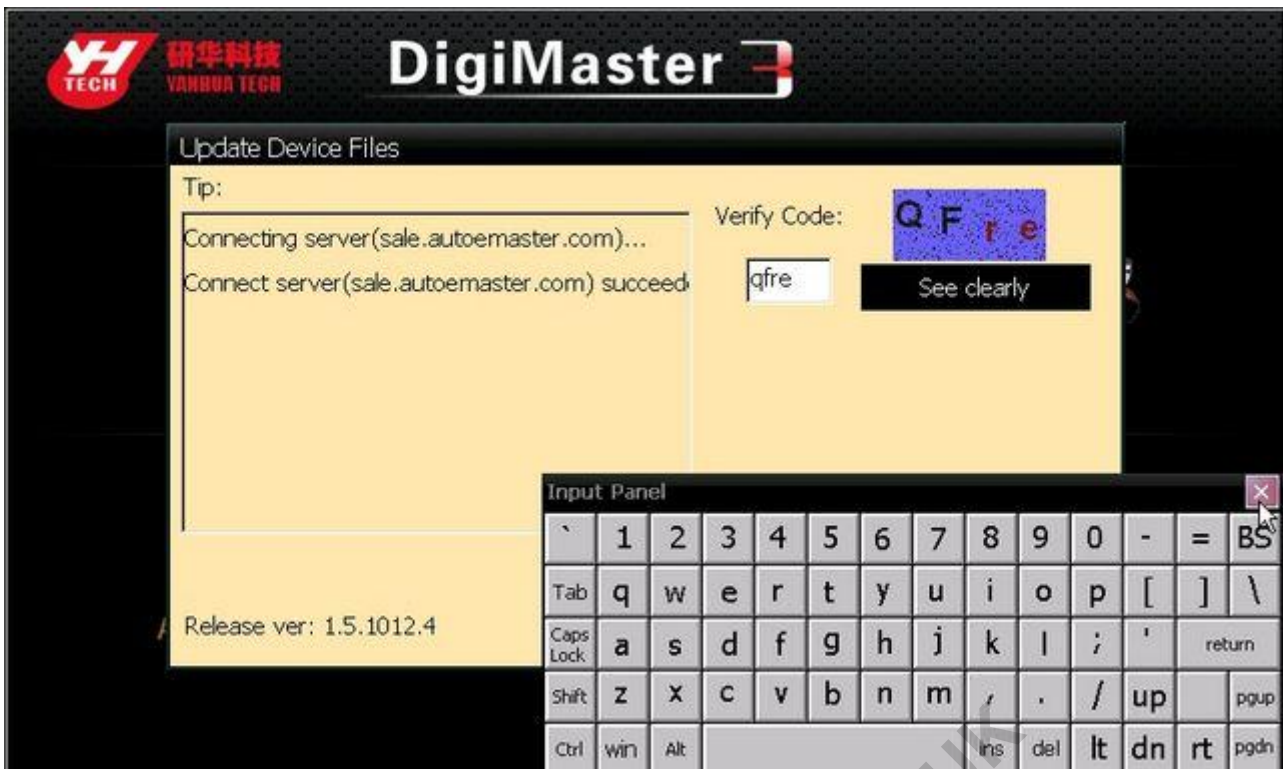 YH TECH 研华科技 YANHUA TECH
DigiMaster 3
Update Device Files
Tip:
Connecting server(sale.autoemaster.com)...
Connect server(sale.autoemaster.com) succeed
Verify Code:
Q F r e
qfre
See clearly
Release ver: 1.5.1012.4
Input Panel
` 1 2 3 4 5 6 7 8 9 0 - = BS
Tab q w e r t y u i o p [ ] \
Caps Lock a s d f g h j k l ; ' return
Shift z x c v b n m , . / up pgup
Ctrl win Alt ins del lt dn rt pgdn